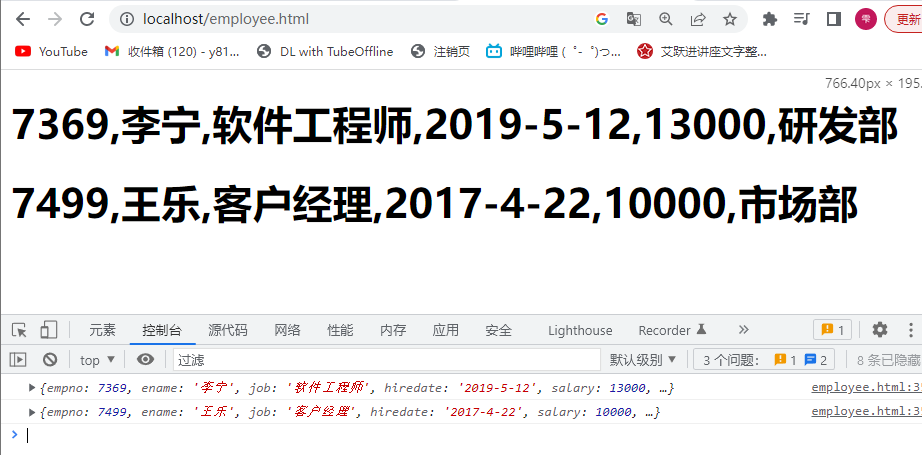 localhost/employee.html
雫
更新
YouTube 收件箱 (120) - y81... DL with TubeOffline 注销页 哔哩哔哩 (゜-゜)つ... 艾跃进讲座文字整...
766.40px × 195.
7369,李宁,软件工程师,2019-5-12,13000,研发部
7499,王乐,客户经理,2017-4-22,10000,市场部
元素 控制台 源代码 网络 性能 内存 应用 安全 Lighthouse Recorder 1
top 过滤 默认级别 3 个问题: 1 2 8 条已隐藏
{empno: 7369, ename: '李宁', job: '软件工程师', hiredate: '2019-5-12', salary: 13000, …} employee.html:3
{empno: 7499, ename: '王乐', job: '客户经理', hiredate: '2017-4-22', salary: 10000, …} employee.html:3